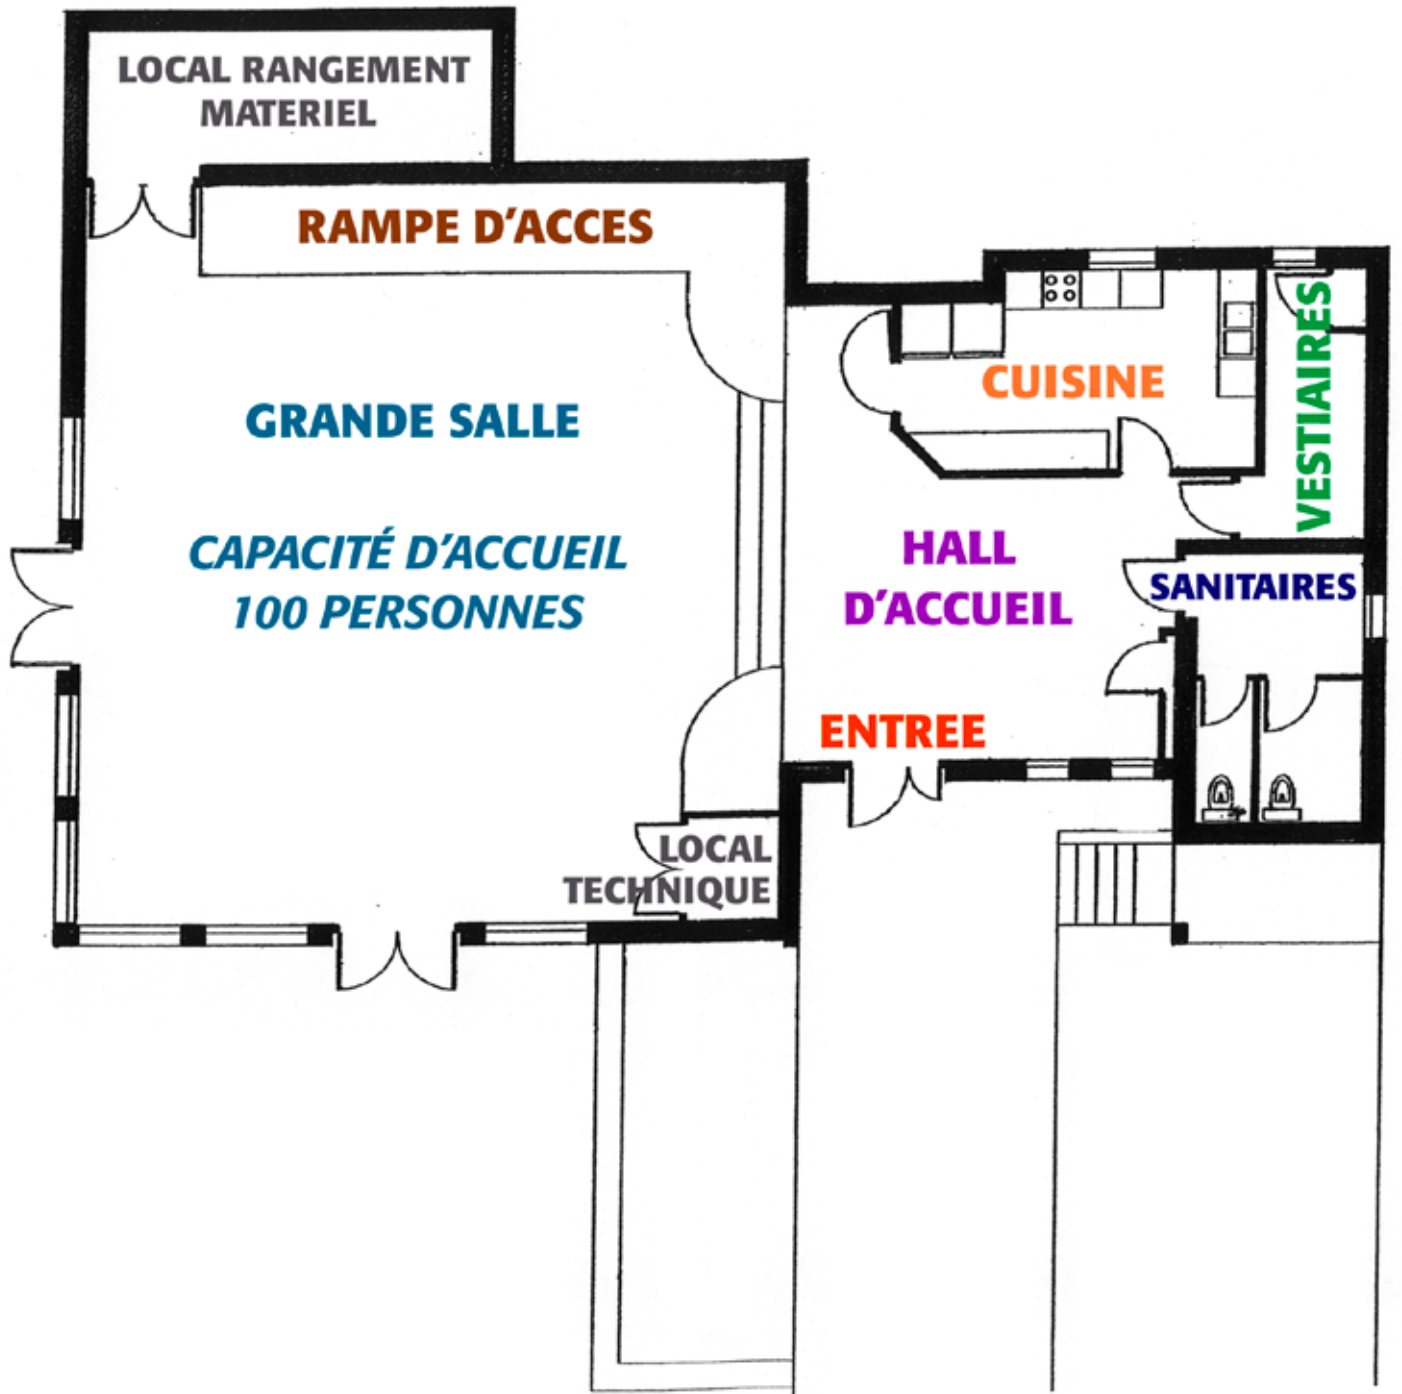 LOCAL RANGEMENT
MATERIEL
RAMPE D'ACCES
GRANDE SALLE
CAPACITÉ D'ACCUEIL
100 PERSONNES
CUISINE
VESTIAIRES
HALL
D'ACCUEIL
SANITAIRES
ENTREE
LOCAL
TECHNIQUE